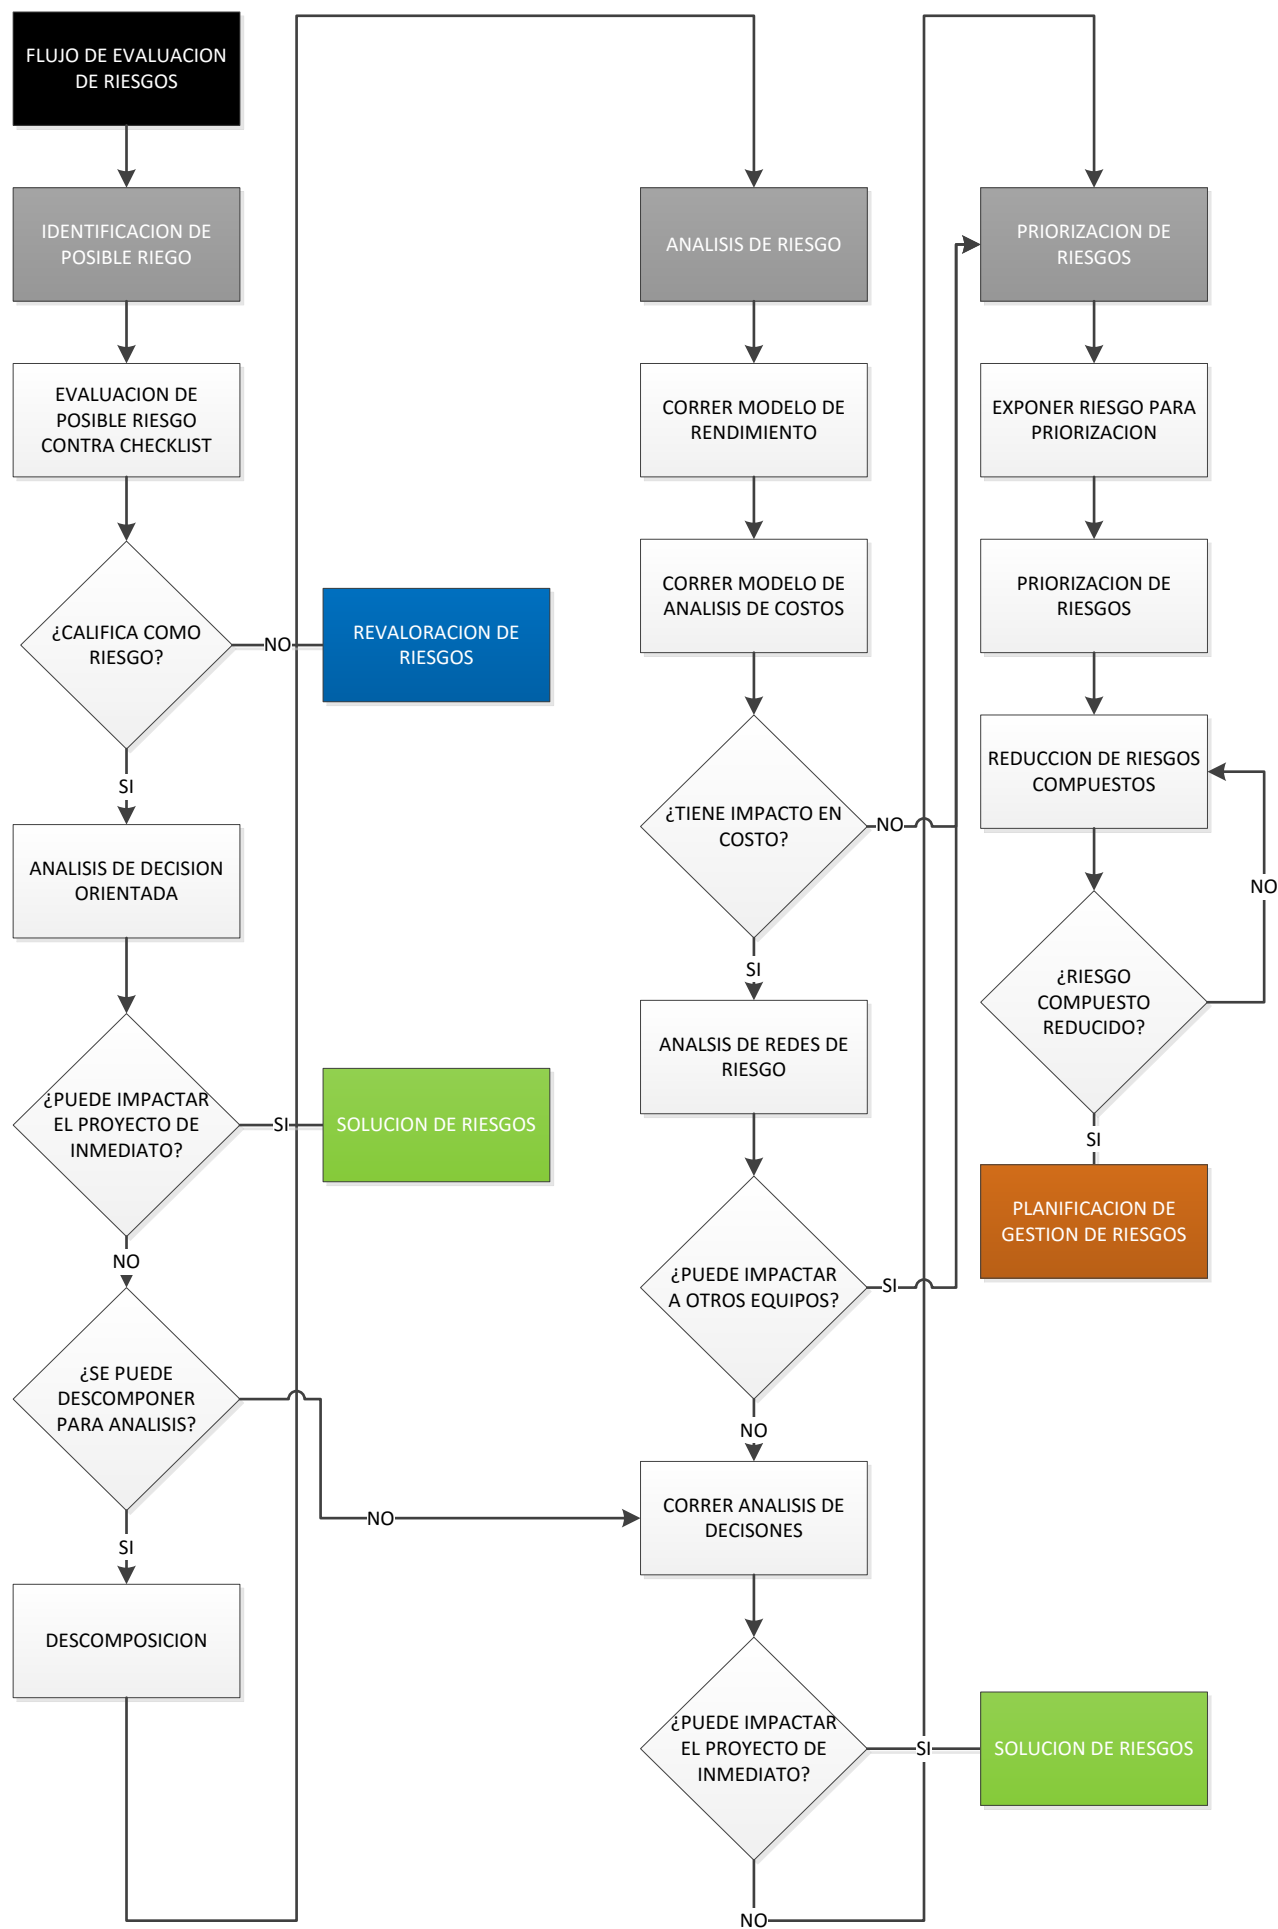 FLUJO DE EVALUACION
DE RIESGOS
IDENTIFICACION DE
POSIBLE RIEGO
EVALUACION DE
POSIBLE RIESGO
CONTRA CHECKLIST
¿CALIFICA COMO
RIESGO?
NO
REVALORACION DE
RIESGOS
SI
ANALISIS DE DECISION
ORIENTADA
¿PUEDE IMPACTAR
EL PROYECTO DE
INMEDIATO?
SI
SOLUCION DE RIESGOS
NO
¿SE PUEDE
DESCOMPONER
PARA ANALISIS?
NO
SI
DESCOMPOSICION
ANALISIS DE RIESGO
CORRER MODELO DE
RENDIMIENTO
CORRER MODELO DE
ANALISIS DE COSTOS
¿TIENE IMPACTO EN
COSTO?
NO
SI
ANALSIS DE REDES DE
RIESGO
¿PUEDE IMPACTAR
A OTROS EQUIPOS?
SI
NO
CORRER ANALISIS DE
DECISONES
¿PUEDE IMPACTAR
EL PROYECTO DE
INMEDIATO?
SI
SOLUCION DE RIESGOS
NO
PRIORIZACION DE
RIESGOS
EXPONER RIESGO PARA
PRIORIZACION
PRIORIZACION DE
RIESGOS
REDUCCION DE RIESGOS
COMPUESTOS
NO
¿RIESGO
COMPUESTO
REDUCIDO?
SI
PLANIFICACION DE
GESTION DE RIESGOS